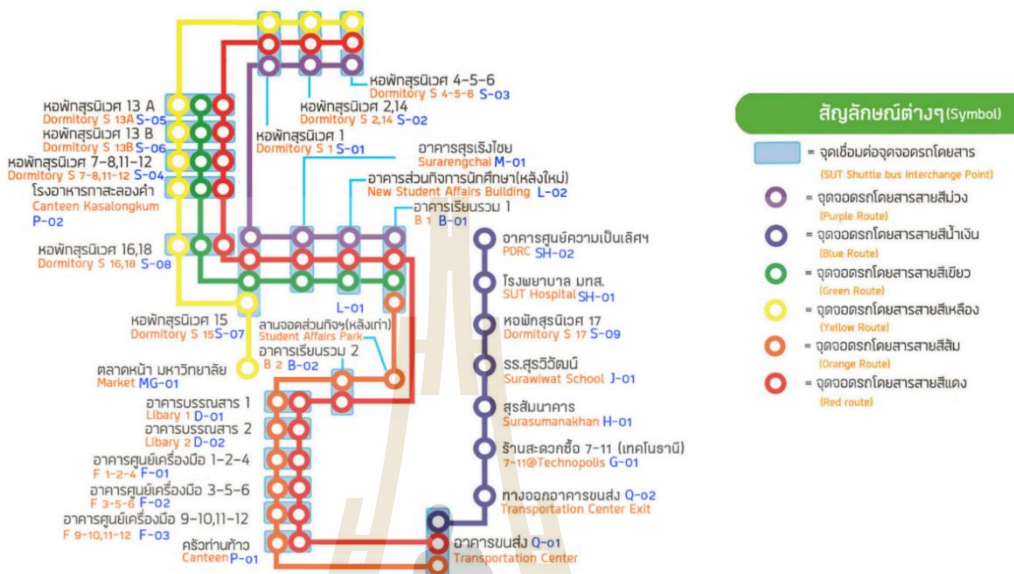 หอพักสุรนิเวศ 4-5-6
Dormitory S 4-5-6 S-03
หอพักสุรนิเวศ 2,14
Dormitory S 2,14 S-02
หอพักสุรนิเวศ 1
Dormitory S 1 S-01
หอพักสุรนิเวศ 13 A
Dormitory S 13A S-05
หอพักสุรนิเวศ 13 B
Dormitory S 13B S-06
หอพักสุรนิเวศ 7-8,11-12
Dormitory S 7-8,11-12 S-04
โรงอาหารกาสะลองคำ
Canteen Kasalongkum
P-02
หอพักสุรนิเวศ 16,18
Dormitory S 16,18 S-08
หอพักสุรนิเวศ 15
Dormitory S 15 S-07
ตลาดหน้า มหาวิทยาลัย
Market MG-01
อาคารสุรเริงไชย
Surarengchai M-01
อาคารส่วนกิจการนักศึกษา(หลังใหม่)
New Student Affairs Building L-02
อาคารเรียนรวม 1
B 1 B-01
L-01
ลานจอดส่วนกิจฯ(หลังเก่า)
Student Affairs Park
อาคารเรียนรวม 2
B 2 B-02
อาคารบรรณสาร 1
Libary 1 D-01
อาคารบรรณสาร 2
Libary 2 D-02
อาคารศูนย์เครื่องมือ 1-2-4
F 1-2-4 F-01
อาคารศูนย์เครื่องมือ 3-5-6
F 3-5-6 F-02
อาคารศูนย์เครื่องมือ 9-10,11-12
F 9-10,11-12 F-03
ครัวท่านท้าว
Canteen P-01
อาคารศูนย์ความเป็นเลิศฯ
PDRC SH-02
โรงพยาบาล มทส.
SUT Hospital SH-01
หอพักสุรนิเวศ 17
Dormitory S 17 S-09
รร.สุรวิวัฒน์
Surawiwat School J-01
สุรสัมนาคาร
Surasumanakhan H-01
ร้านสะดวกซื้อ 7-11 (เทคโนธานี)
7-11@Technopolis G-01
ทางออกอาคารขนส่ง Q-02
Transportation Center Exit
อาคารขนส่ง Q-01
Transportation Center
สัญลักษณ์ต่างๆ (Symbol)
= จุดเชื่อมต่อจุดจอดรถโดยสาร
(SUT Shuttle bus Interchange Point)
= จุดจอดรถโดยสารสายสีม่วง
(Purple Route)
= จุดจอดรถโดยสารสายสีน้ำเงิน
(Blue Route)
= จุดจอดรถโดยสารสายสีเขียว
(Green Route)
= จุดจอดรถโดยสารสายสีเหลือง
(Yellow Route)
= จุดจอดรถโดยสารสายสีส้ม
(Orange Route)
= จุดจอดรถโดยสารสายสีแดง
(Red route)